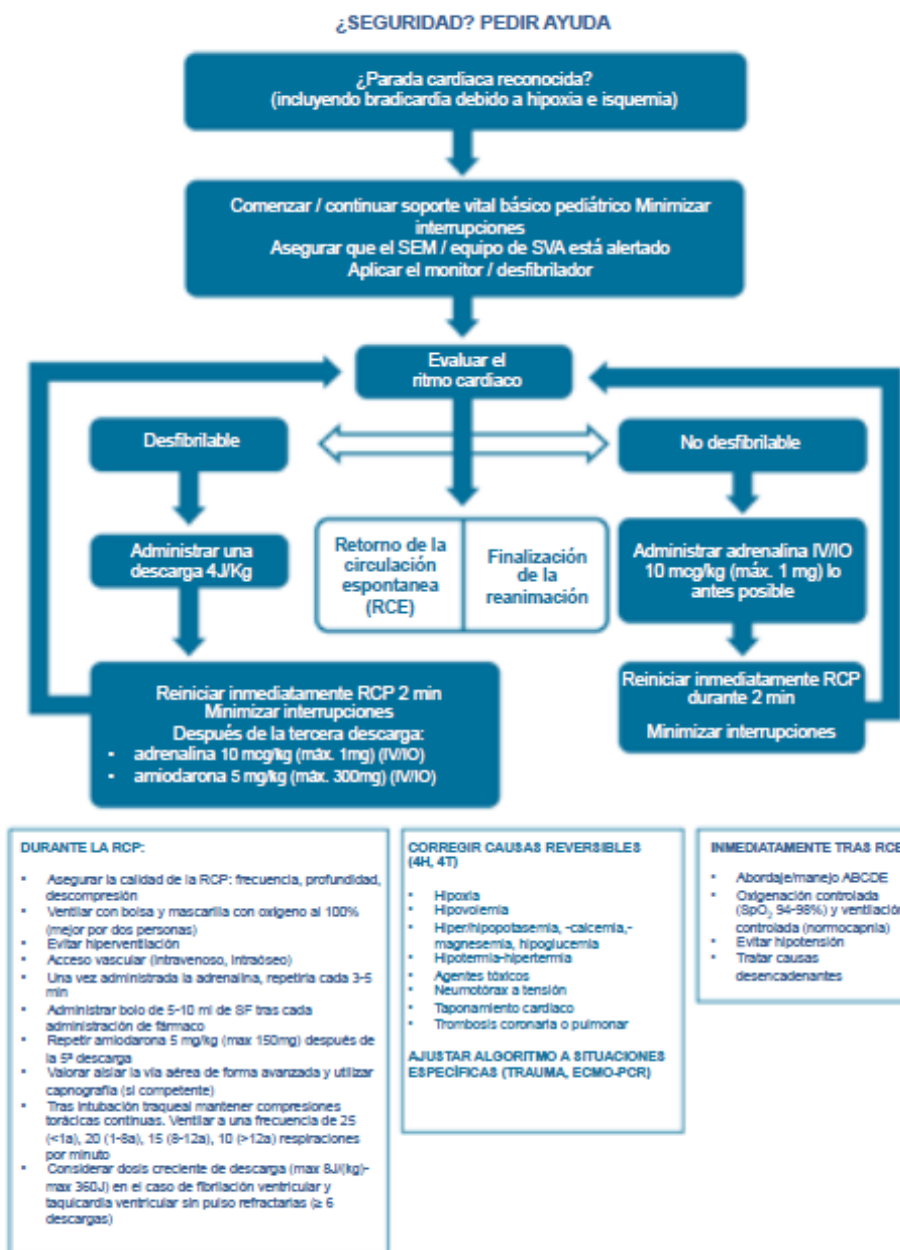 ¿SEGURIDAD? PEDIR AYUDA
¿Parada cardiaca reconocida?
(incluyendo bradicardia debido a hipoxia e isquemia)
Comenzar / continuar soporte vital básico pediátrico Minimizar
interrupciones
Asegurar que el SEM / equipo de SVA está alertado
Aplicar el monitor / desfibrilador
Evaluar el
ritmo cardiaco
Desfibrilable
No desfibrilable
Administrar una
descarga 4J/Kg
Retorno de la
circulación
espontanea
(RCE)
Finalización
de la
reanimación
Administrar adrenalina IV/IO
10 mcg/kg (máx. 1 mg) lo
antes posible
Reiniciar inmediatamente RCP 2 min
Minimizar interrupciones
Después de la tercera descarga:
• adrenalina 10 mcg/kg (máx. 1mg) (IV/IO)
• amiodarona 5 mg/kg (máx. 300mg) (IV/IO)
Reiniciar inmediatamente RCP
durante 2 min
Minimizar interrupciones
DURANTE LA RCP:
• Asegurar la calidad de la RCP: frecuencia, profundidad,
descompresión
• Ventilar con bolsa y mascarilla con oxígeno al 100%
(mejor por dos personas)
• Evitar hiperventilación
• Acceso vascular (intravenoso, intraóseo)
• Una vez administrada la adrenalina, repetirla cada 3-5
min
• Administrar bolo de 5-10 ml de SF tras cada
administración de fármaco
• Repetir amiodarona 5 mg/kg (max 150mg) después de
la 5ª descarga
• Valorar aislar la vía aérea de forma avanzada y utilizar
capnografía (si competente)
• Tras intubación traqueal mantener compresiones
torácicas continuas. Ventilar a una frecuencia de 25
(<1a), 20 (1-8a), 15 (8-12a), 10 (>12a) respiraciones
por minuto
• Considerar dosis creciente de descarga (max 8J/(kg)-
max 360J) en el caso de fibrilación ventricular y
taquicardia ventricular sin pulso refractarias (≥ 6
descargas)
CORREGIR CAUSAS REVERSIBLES
(4H, 4T)
• Hipoxia
• Hipovolemia
• Hiper/hipopotasemia, -calcemia,-
magnesemia, hipoglucemia
• Hipotermia-hipertermia
• Agentes tóxicos
• Neumotórax a tensión
• Taponamiento cardiaco
• Trombosis coronaria o pulmonar
AJUSTAR ALGORITMO A SITUACIONES
ESPECÍFICAS (TRAUMA, ECMO-PCR)
INMEDIATAMENTE TRAS RCE
• Abordaje/manejo ABCDE
• Oxigenación controlada
(SpO₂ 94-98%) y ventilación
controlada (normocapnia)
• Evitar hipotensión
• Tratar causas
desencadenantes